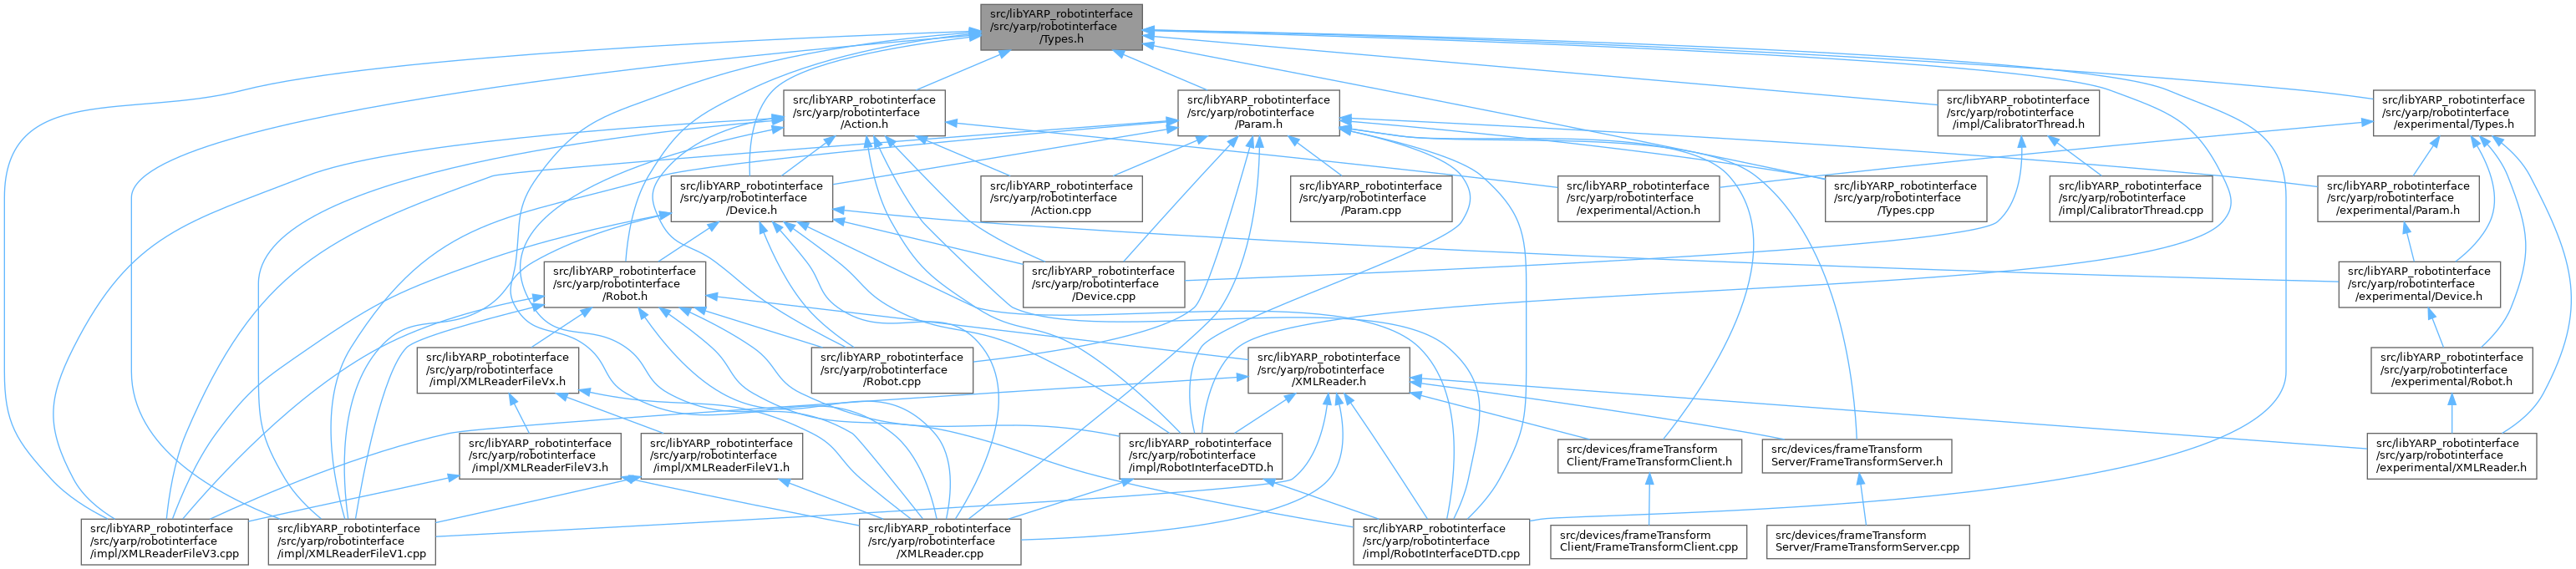 src/libYARP_robotinterface
/src/yarp/robotinterface
/Types.h
src/libYARP_robotinterface
/src/yarp/robotinterface
/Action.h
src/libYARP_robotinterface
/src/yarp/robotinterface
/Param.h
src/libYARP_robotinterface
/src/yarp/robotinterface
/impl/CalibratorThread.h
src/libYARP_robotinterface
/src/yarp/robotinterface
/experimental/Types.h
src/libYARP_robotinterface
/src/yarp/robotinterface
/Device.h
src/libYARP_robotinterface
/src/yarp/robotinterface
/Action.cpp
src/libYARP_robotinterface
/src/yarp/robotinterface
/Param.cpp
src/libYARP_robotinterface
/src/yarp/robotinterface
/experimental/Action.h
src/libYARP_robotinterface
/src/yarp/robotinterface
/Types.cpp
src/libYARP_robotinterface
/src/yarp/robotinterface
/impl/CalibratorThread.cpp
src/libYARP_robotinterface
/src/yarp/robotinterface
/experimental/Param.h
src/libYARP_robotinterface
/src/yarp/robotinterface
/Robot.h
src/libYARP_robotinterface
/src/yarp/robotinterface
/Device.cpp
src/libYARP_robotinterface
/src/yarp/robotinterface
/experimental/Device.h
src/libYARP_robotinterface
/src/yarp/robotinterface
/impl/XMLReaderFileVx.h
src/libYARP_robotinterface
/src/yarp/robotinterface
/Robot.cpp
src/libYARP_robotinterface
/src/yarp/robotinterface
/XMLReader.h
src/libYARP_robotinterface
/src/yarp/robotinterface
/experimental/Robot.h
src/libYARP_robotinterface
/src/yarp/robotinterface
/impl/XMLReaderFileV3.h
src/libYARP_robotinterface
/src/yarp/robotinterface
/impl/XMLReaderFileV1.h
src/libYARP_robotinterface
/src/yarp/robotinterface
/impl/RobotInterfaceDTD.h
src/devices/frameTransform
Client/FrameTransformClient.h
src/devices/frameTransform
Server/FrameTransformServer.h
src/libYARP_robotinterface
/src/yarp/robotinterface
/experimental/XMLReader.h
src/libYARP_robotinterface
/src/yarp/robotinterface
/impl/XMLReaderFileV3.cpp
src/libYARP_robotinterface
/src/yarp/robotinterface
/impl/XMLReaderFileV1.cpp
src/libYARP_robotinterface
/src/yarp/robotinterface
/XMLReader.cpp
src/libYARP_robotinterface
/src/yarp/robotinterface
/impl/RobotInterfaceDTD.cpp
src/devices/frameTransform
Client/FrameTransformClient.cpp
src/devices/frameTransform
Server/FrameTransformServer.cpp